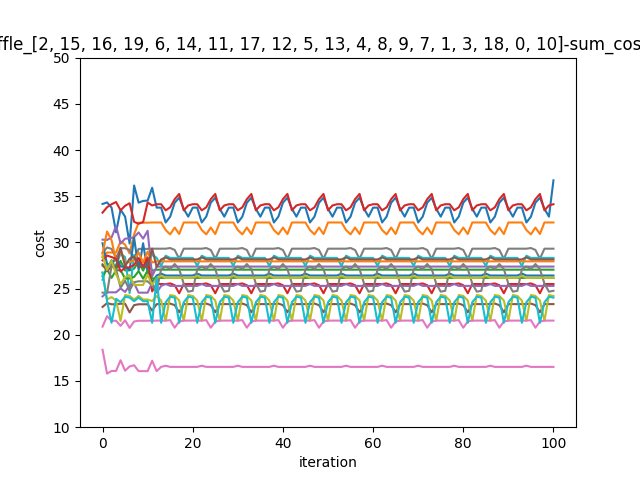 ffle_[2, 15, 16, 19, 6, 14, 11, 17, 12, 5, 13, 4, 8, 9, 7, 1, 3, 18, 0, 10]-sum_cos
50
45
40
35
30
25
20
15
10
cost
0 20 40 60 80 100
iteration